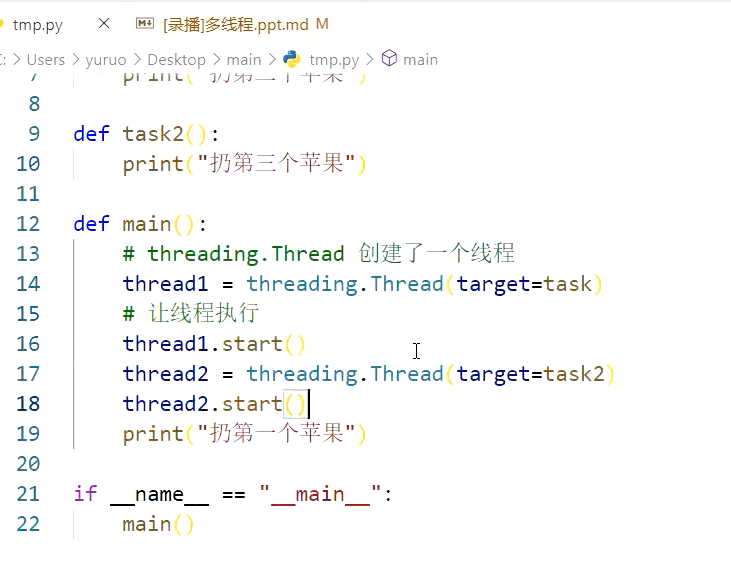 tmp.py × [录播]多线程.ppt.md M
C: > Users > yuruo > Desktop > main > tmp.py > main
7 print("扔第二个苹果")
8
9 def task2():
10 print("扔第三个苹果")
11
12 def main():
13 # threading.Thread 创建了一个线程
14 thread1 = threading.Thread(target=task)
15 # 让线程执行
16 thread1.start()
17 thread2 = threading.Thread(target=task2)
18 thread2.start()
19 print("扔第一个苹果")
20
21 if __name__ == "__main__":
22 main()